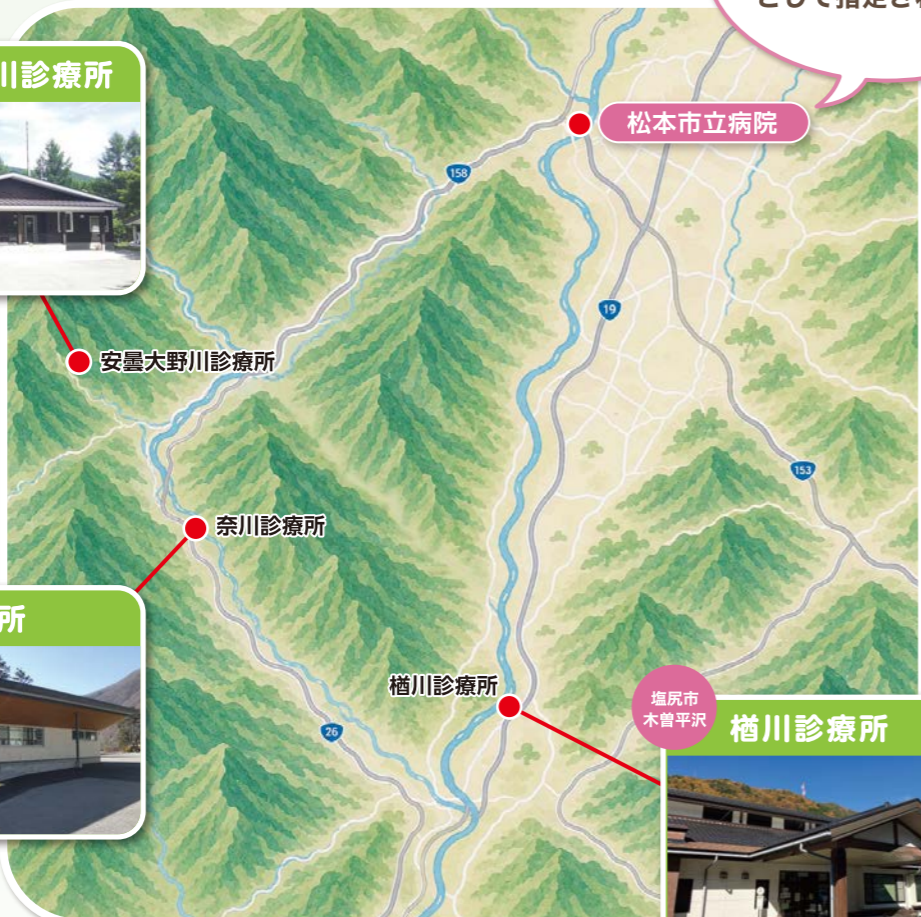 として指定され
川診療所
松本市立病院
158
19
安曇大野川診療所
153
奈川診療所
所
楢川診療所
塩尻市
木曽平沢
楢川診療所
26